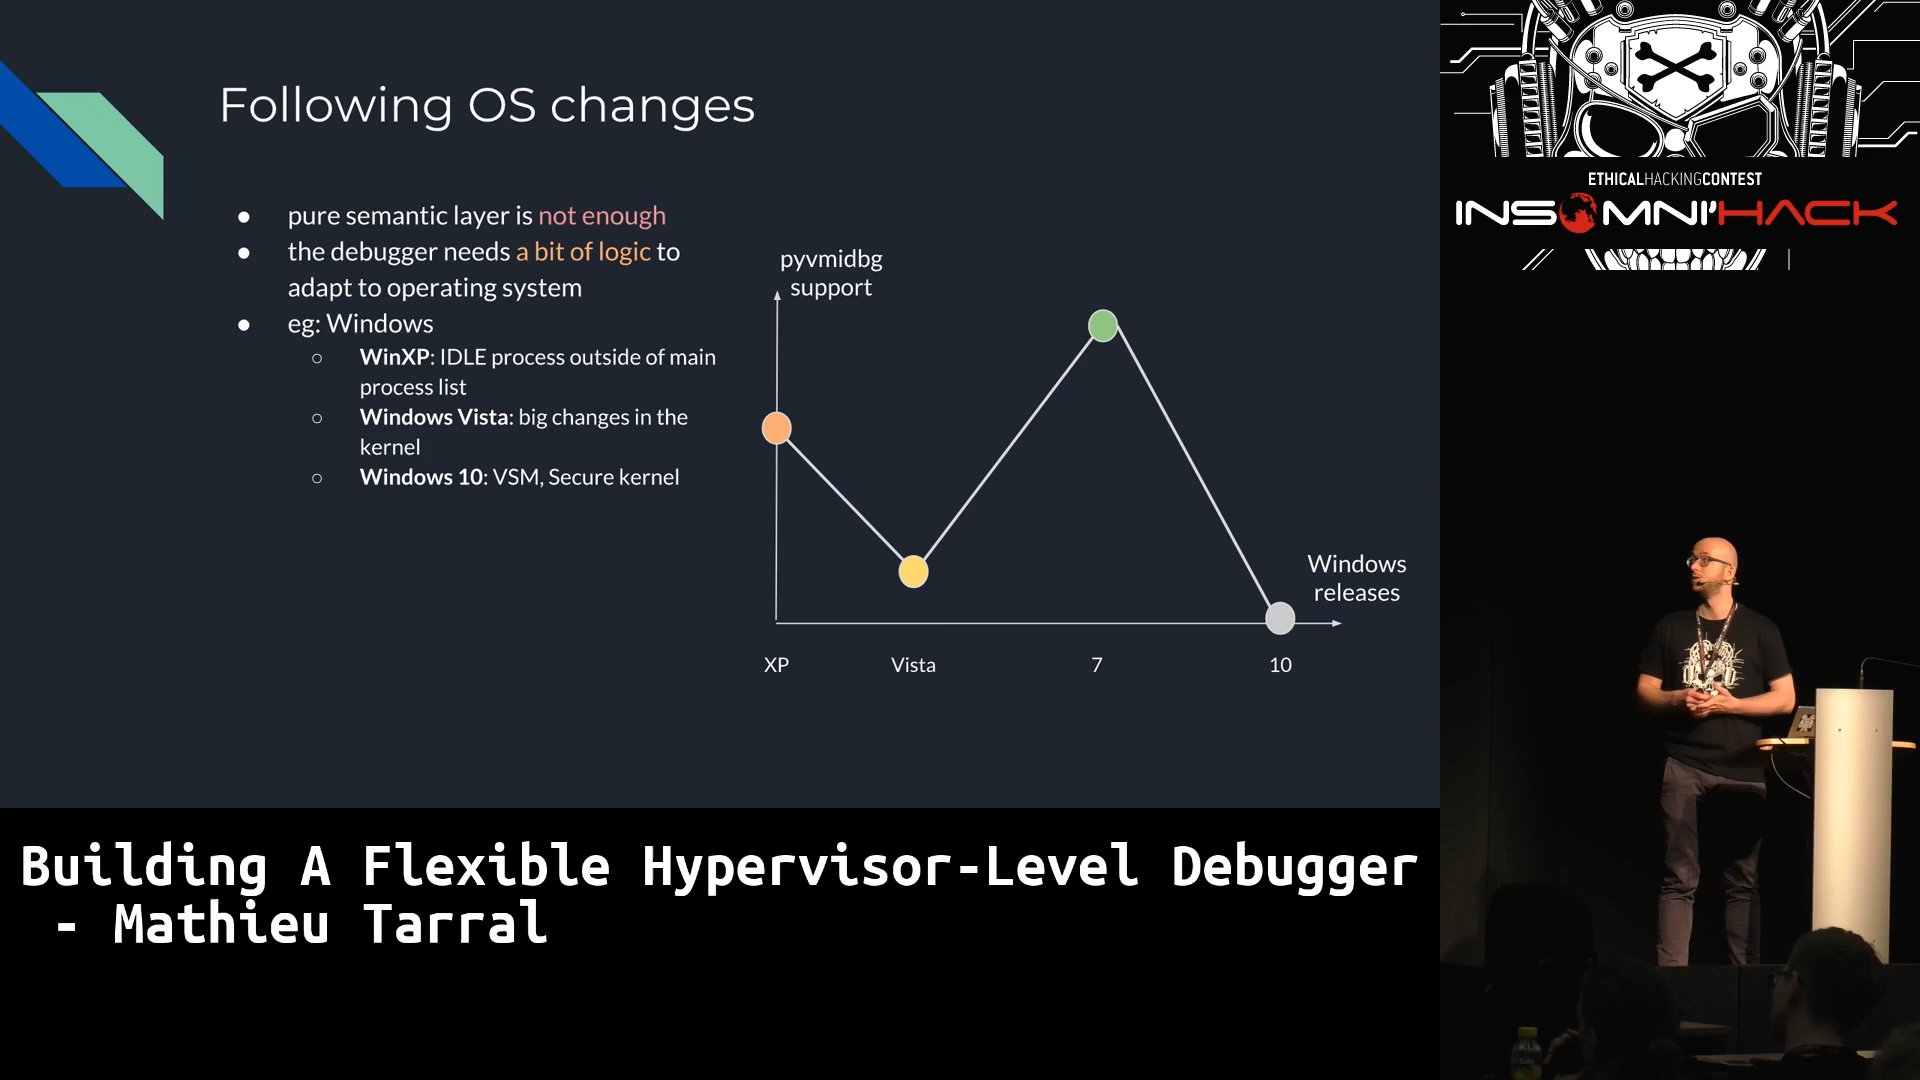 Following OS changes
● pure semantic layer is not enough
● the debugger needs a bit of logic to
adapt to operating system
● eg: Windows
○ WinXP: IDLE process outside of main
process list
○ Windows Vista: big changes in the
kernel
○ Windows 10: VSM, Secure kernel
pyvmidbg
support
Windows
releases
XP Vista 7 10
ETHICALHACKINGCONTEST
INSOMNI'HACK
Building A Flexible Hypervisor-Level Debugger
- Mathieu Tarral